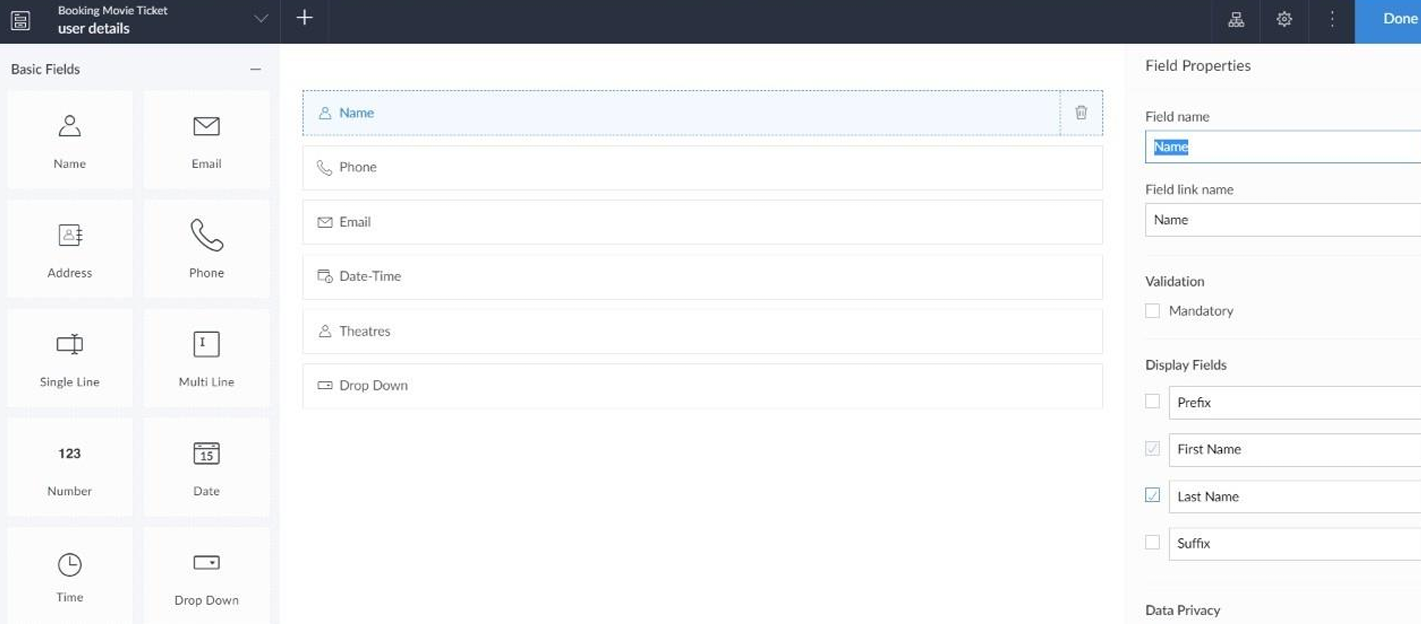 Booking Movie Ticket
user details
Done
Basic Fields
Name
Email
Address
Phone
Single Line
Multi Line
123
Number
15
Date
Time
Drop Down
Name
Phone
Email
Date-Time
Theatres
Drop Down
Field Properties
Field name
Name
Field link name
Name
Validation
Mandatory
Display Fields
Prefix
First Name
Last Name
Suffix
Data Privacy